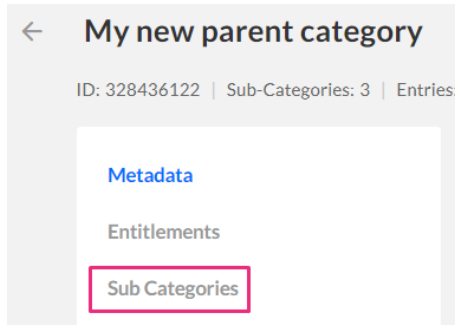 ← My new parent category
ID: 328436122 | Sub-Categories: 3 | Entries:
Metadata
Entitlements
Sub Categories